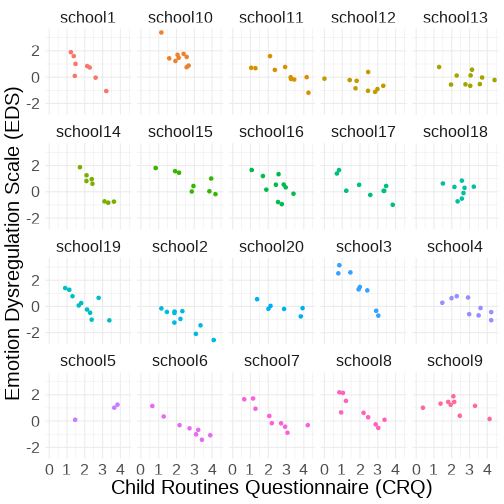 school1 school10 school11 school12 school13
2
0
-2
school14 school15 school16 school17 school18
2
0
-2
school19 school2 school20 school3 school4
2
0
-2
school5 school6 school7 school8 school9
2
0
-2
0 1 2 3 4 0 1 2 3 4 0 1 2 3 4 0 1 2 3 4 0 1 2 3 4
Child Routines Questionnaire (CRQ)
Emotion Dysregulation Scale (EDS)